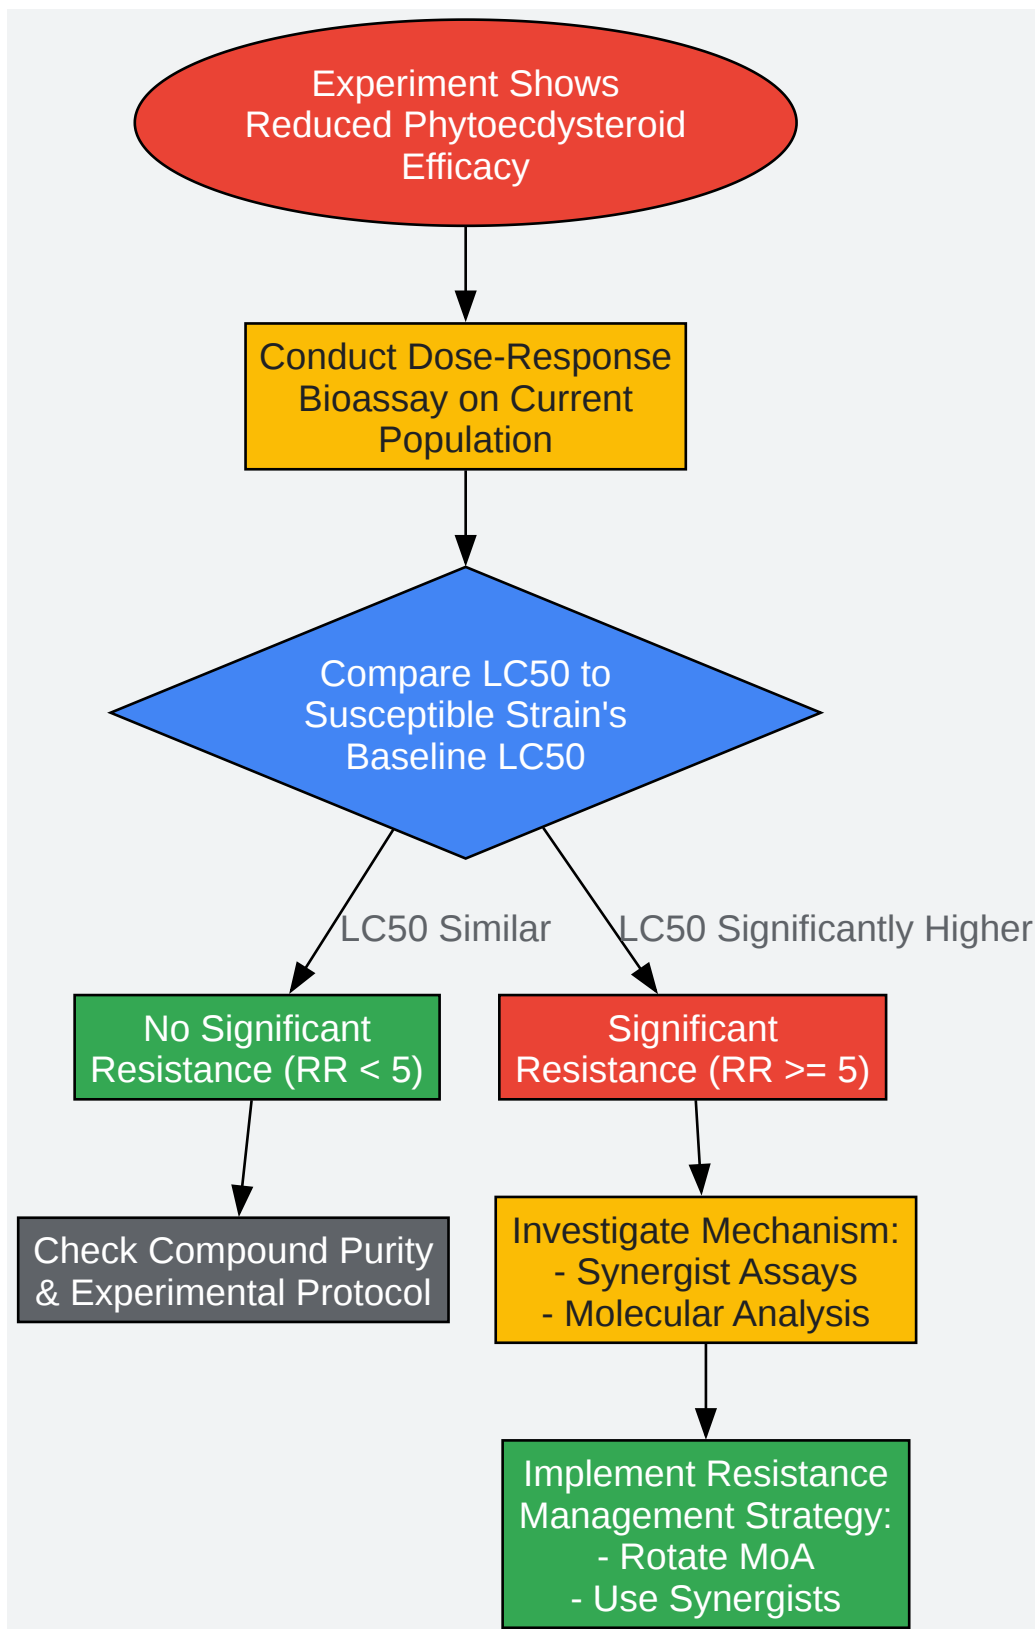 Experiment Shows
Reduced Phytoecdysteroid
Efficacy
Conduct Dose-Response
Bioassay on Current
Population
Compare LC50 to
Susceptible Strain's
Baseline LC50
LC50 Similar
LC50 Significantly Higher
No Significant
Resistance (RR < 5)
Significant
Resistance (RR >= 5)
Check Compound Purity
& Experimental Protocol
Investigate Mechanism:
- Synergist Assays
- Molecular Analysis
Implement Resistance
Management Strategy:
- Rotate MoA
- Use Synergists